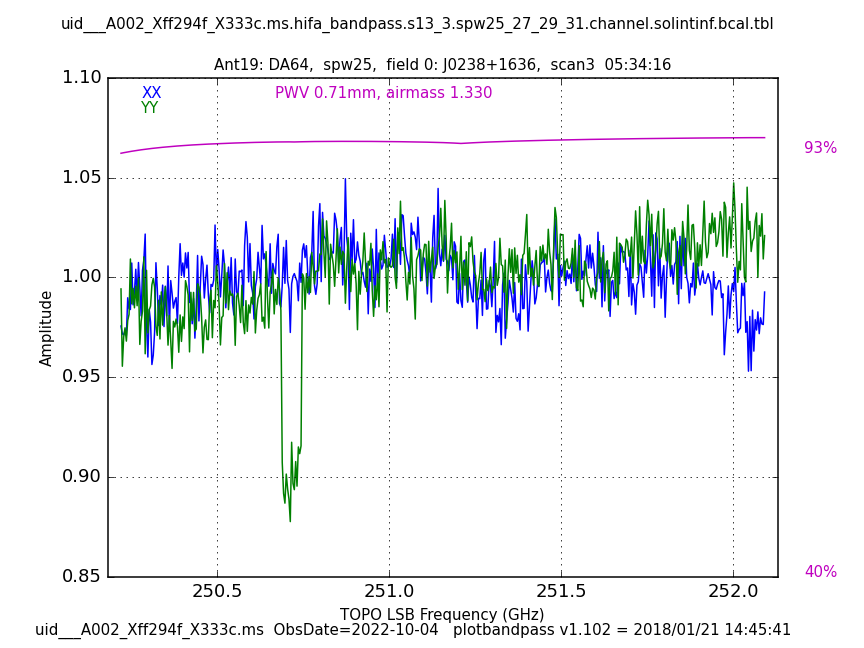 uid___A002_Xff294f_X333c.ms.hifa_bandpass.s13_3.spw25_27_29_31.channel.solintinf.bcal.tbl
Ant19: DA64, spw25, field 0: J0238+1636, scan3 05:34:16
1.10
XX
PWV 0.71mm, airmass 1.330
YY
93%
1.05
1.00
Amplitude
0.95
0.90
40%
0.85
250.5 251.0 251.5 252.0
TOPO LSB Frequency (GHz)
uid___A002_Xff294f_X333c.ms ObsDate=2022-10-04 plotbandpass v1.102 = 2018/01/21 14:45:41